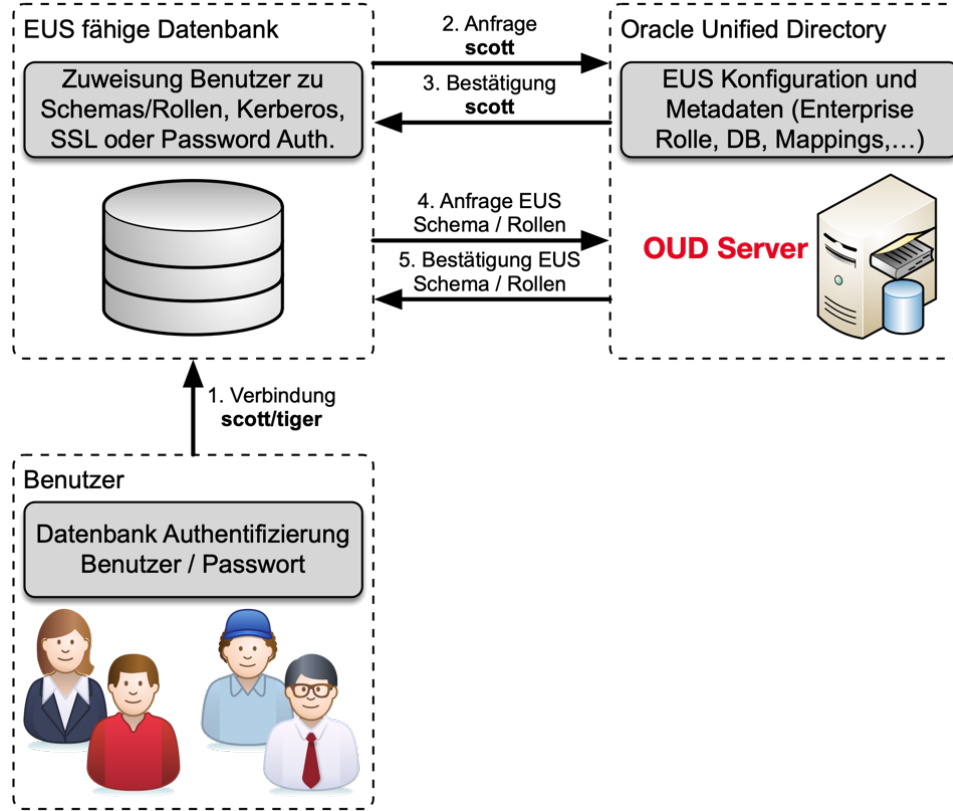 EUS fähige Datenbank
Zuweisung Benutzer zu
Schemas/Rollen, Kerberos,
SSL oder Password Auth.
2. Anfrage
scott
3. Bestätigung
scott
4. Anfrage EUS
Schema / Rollen
5. Bestätigung EUS
Schema / Rollen
Oracle Unified Directory
EUS Konfiguration und
Metadaten (Enterprise
Rolle, DB, Mappings,...)
OUD Server
1. Verbindung
scott/tiger
Benutzer
Datenbank Authentifizierung
Benutzer / Passwort